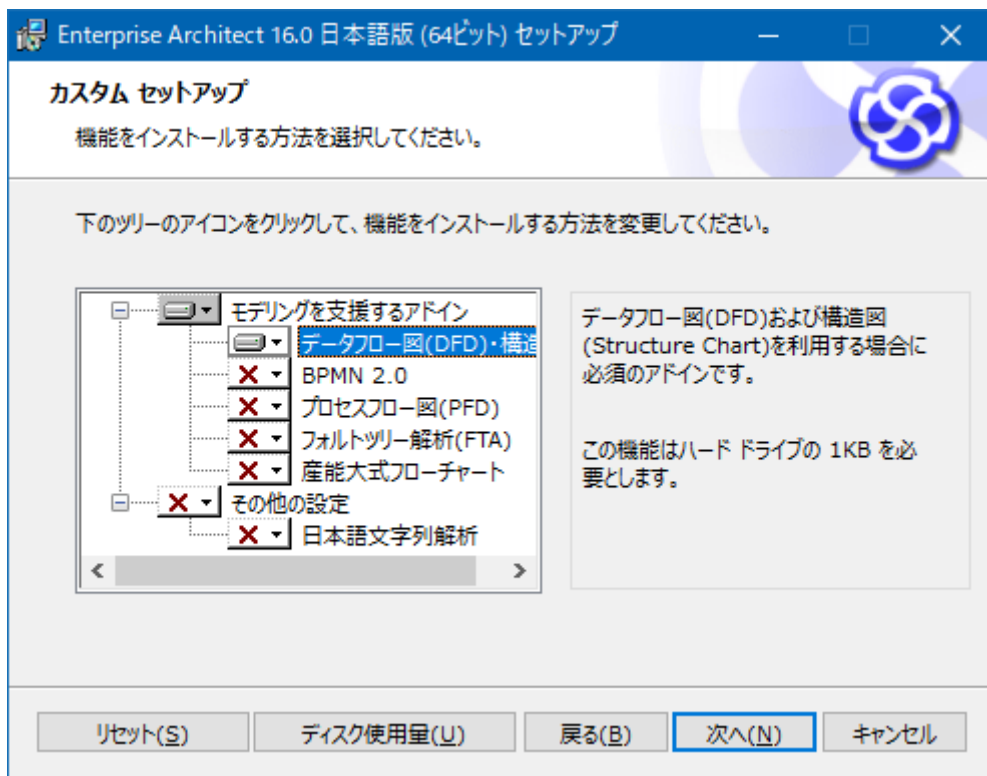 Enterprise Architect 16.0 日本語版 (64ビット) セットアップ
カスタム セットアップ
機能をインストールする方法を選択してください。
下のツリーのアイコンをクリックして、機能をインストールする方法を変更してください。
モデリングを支援するアドイン
データフロー図(DFD)・構造
BPMN 2.0
プロセスフロー図(PFD)
フォルトツリー解析(FTA)
産能大式フローチャート
その他の設定
日本語文字列解析
データフロー図(DFD)および構造図
(Structure Chart)を利用する場合に
必須のアドインです。
この機能はハード ドライブの 1KB を必
要とします。
リセット(S)
ディスク使用量(U)
戻る(B)
次へ(N)
キャンセル